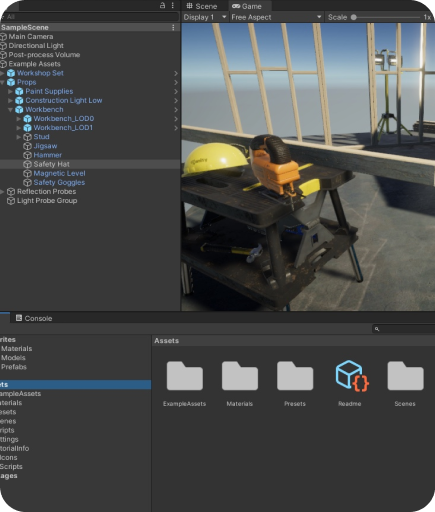 Scene
Game
Display 1
Free Aspect
Scale
1x
All
SampleScene
Main Camera
Directional Light
Post-process Volume
Example Assets
Workshop Set
Props
Paint Supplies
Construction Light Low
Workbench
Workbench_LOD0
Workbench_LOD1
Stud
Jigsaw
Hammer
Safety Hat
Magnetic Level
Safety Goggles
Reflection Probes
Light Probe Group
Console
rites
Materials
Models
Prefabs
ets
ampleAssets
aterials
esets
enes
ripts
ttings
torialInfo
Icons
Scripts
ages
Assets
ExampleAssets
Materials
Presets
Readme
Scenes